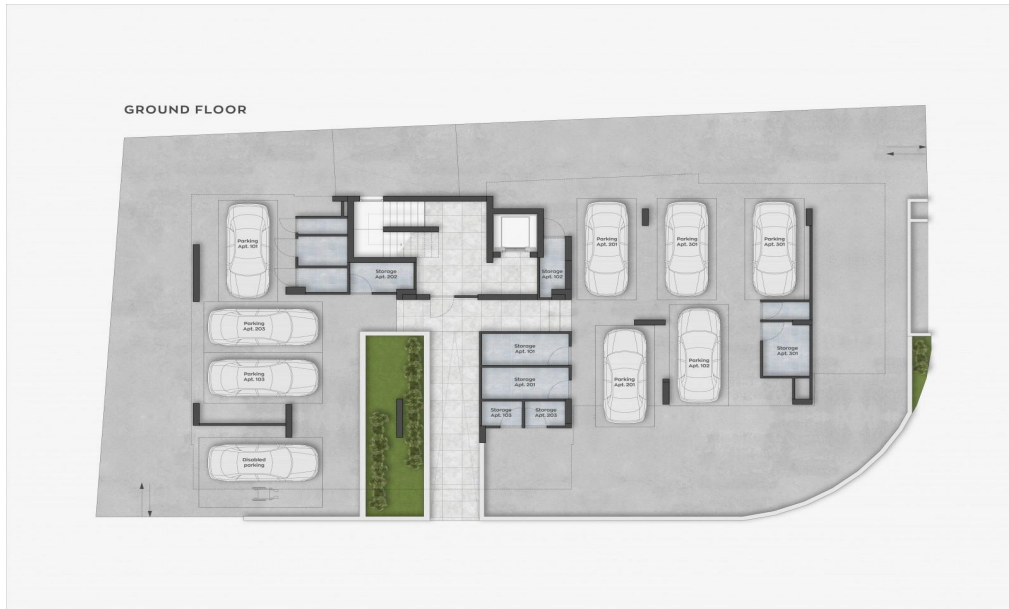 GROUND FLOOR
Parking
Apt. 101
Parking
Apt. 201
Parking
Apt. 301
Parking
Apt. 301
Storage
Apt. 202
Storage
Apt. 102
Parking
Apt. 203
Parking
Apt. 103
Disabled
parking
Storage
Apt. 101
Storage
Apt. 201
Storage
Apt. 103
Storage
Apt. 203
Parking
Apt. 201
Parking
Apt. 102
Storage
Apt. 301